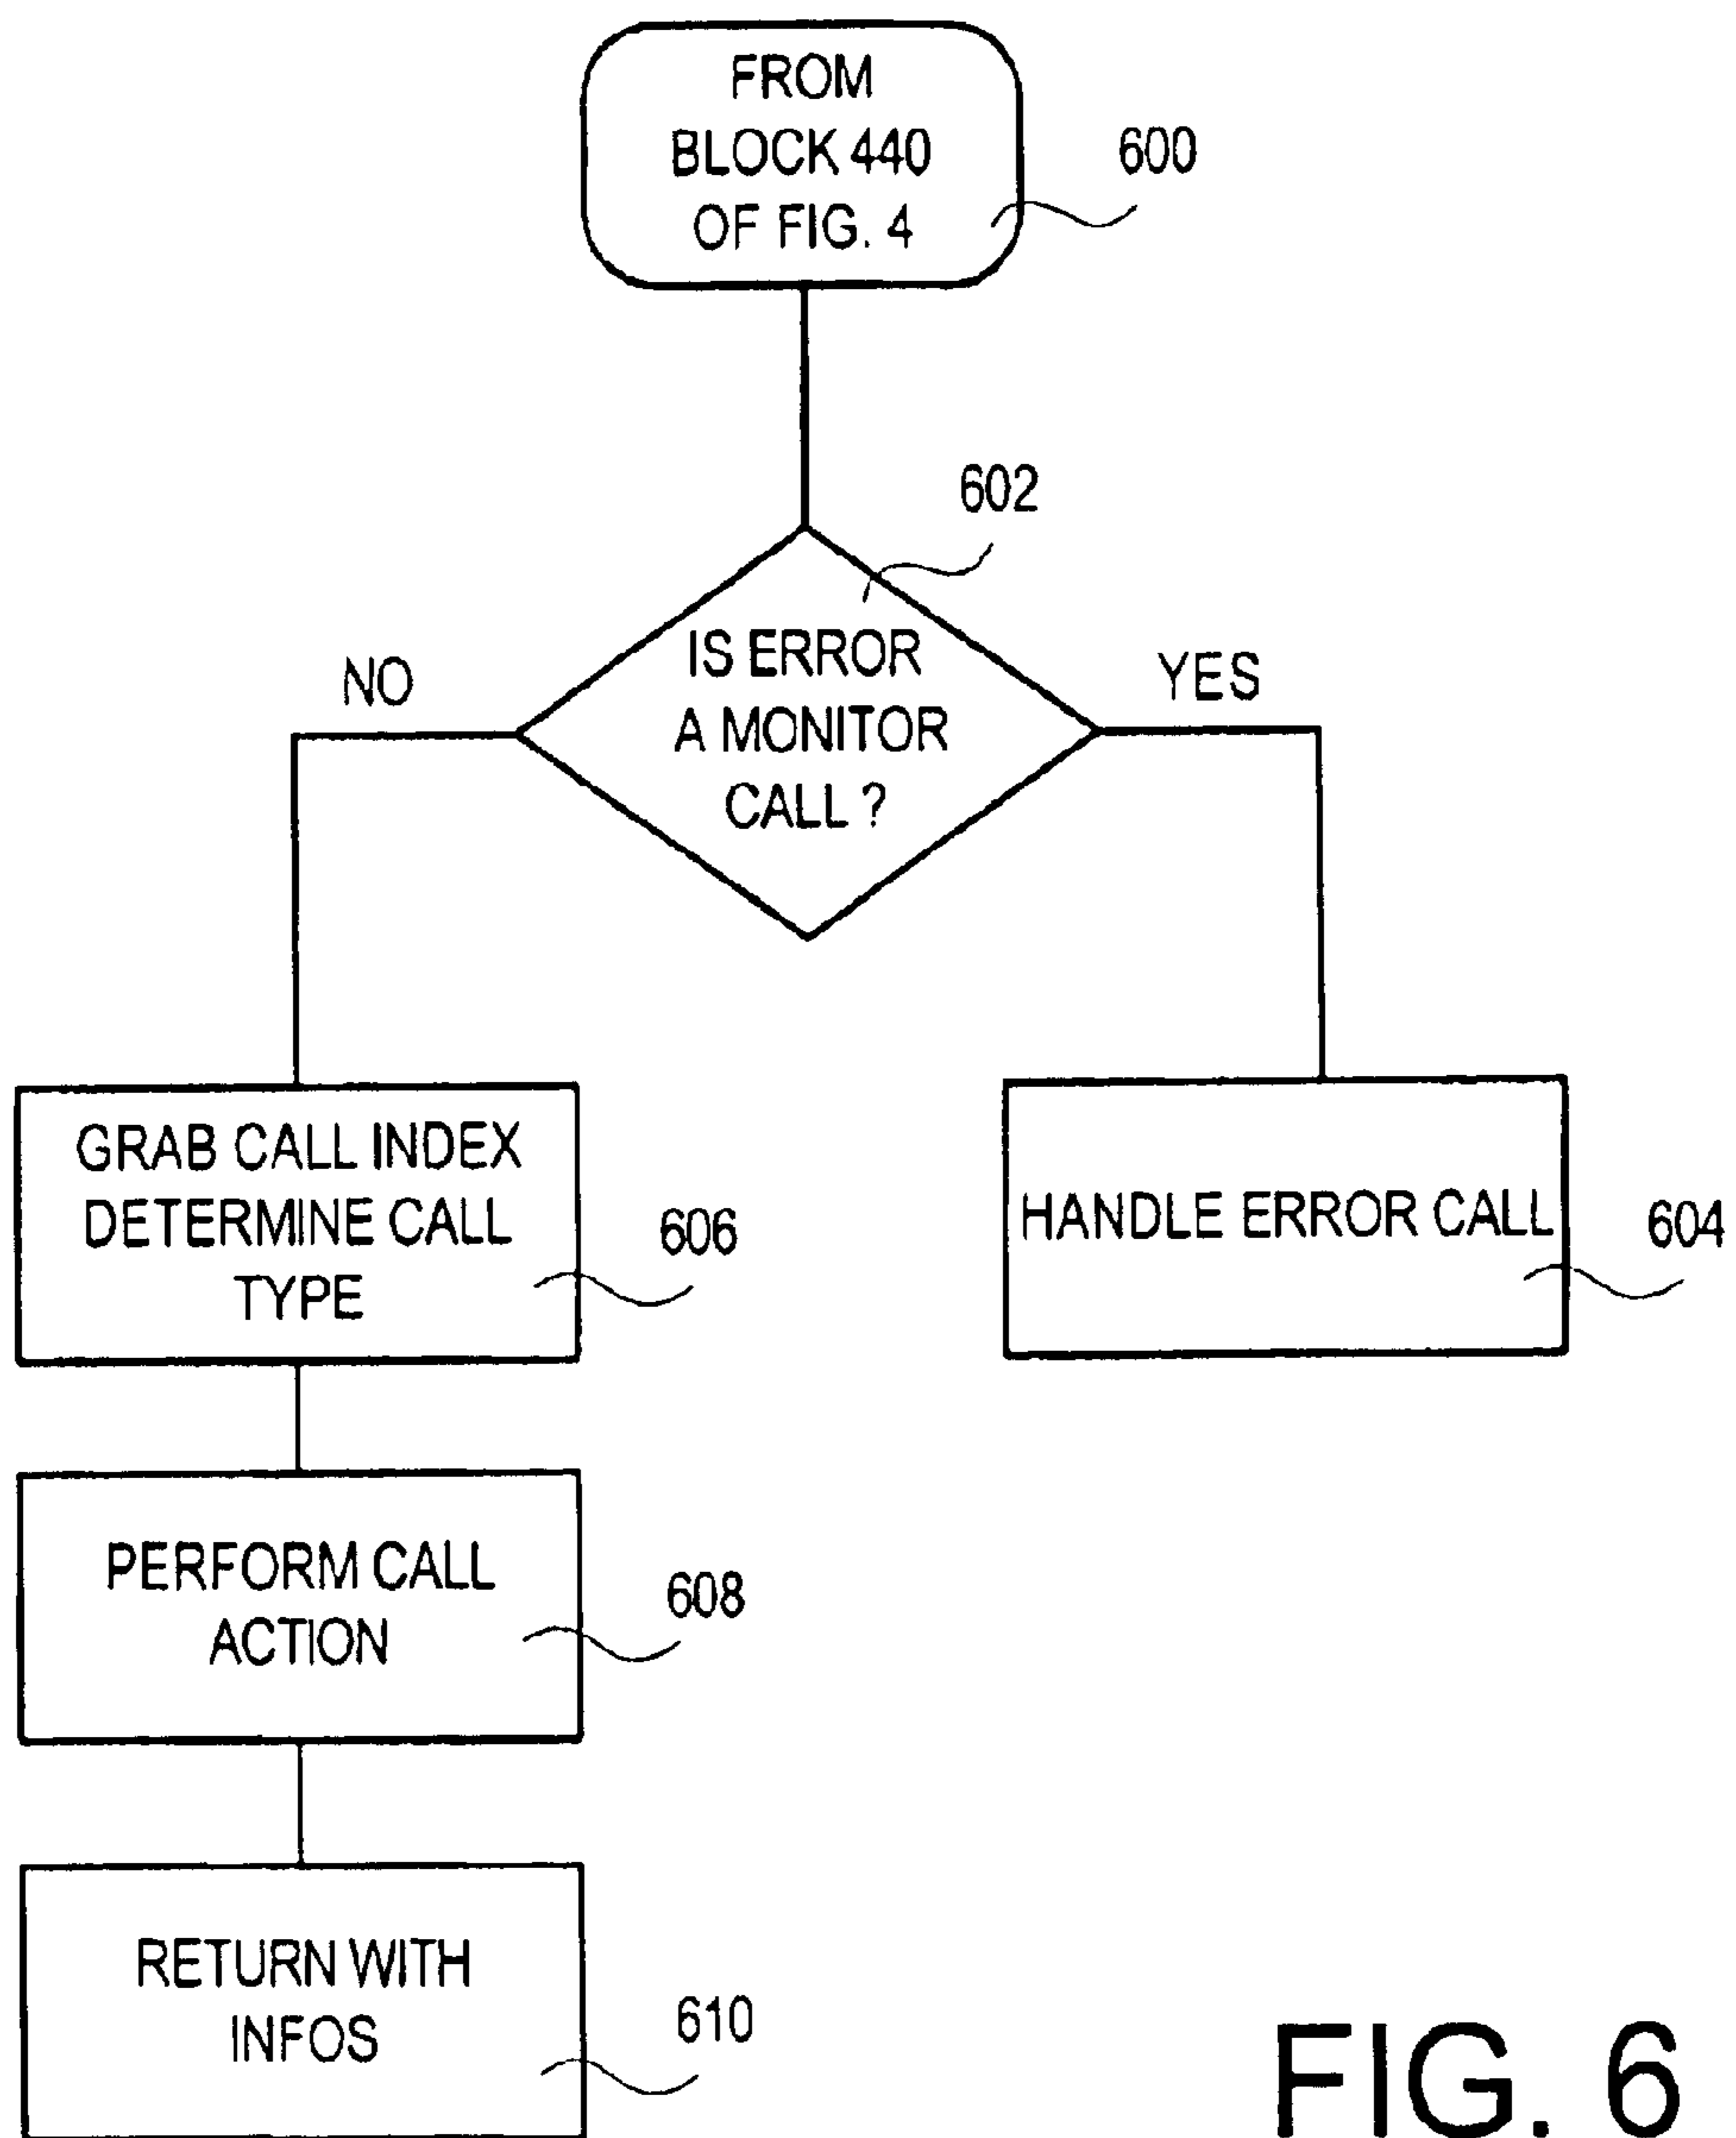 FROM
BLOCK 440
OF FIG. 4
600
602
IS ERROR
A MONITOR
CALL ?
NO
YES
GRAB CALL INDEX
DETERMINE CALL
TYPE
606
HANDLE ERROR CALL
604
PERFORM CALL
ACTION
608
RETURN WITH
INFOS
610
FIG. 6